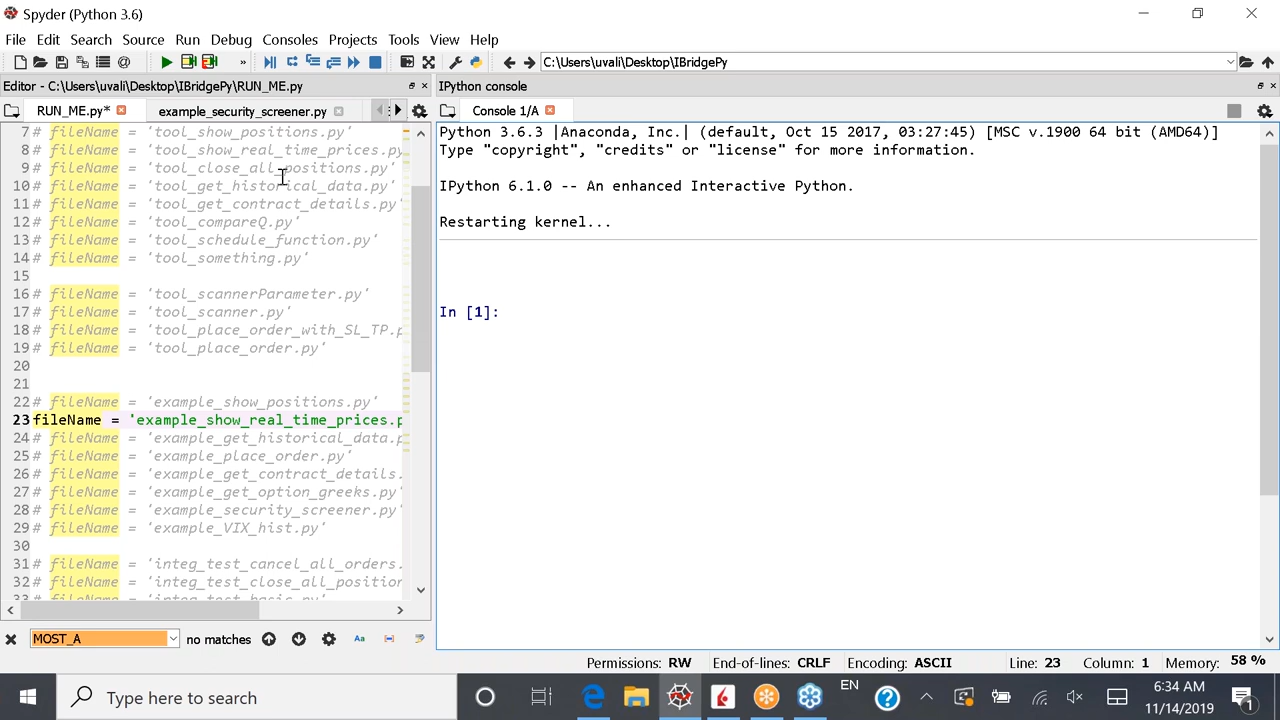 Spyder (Python 3.6)
File Edit Search Source Run Debug Consoles Projects Tools View Help
» C:\Users\uvali\Desktop\IBridgePy
Editor - C:\Users\uvali\Desktop\IBridgePy\RUN_ME.py
IPython console
RUN_ME.py* example_security_screener.py
Console 1/A
7 # fileName = 'tool_show_positions.py'
8 # fileName = 'tool_show_real_time_prices.py
9 # fileName = 'tool_close_all_positions.py'
10 # fileName = 'tool_get_historical_data.py'
11 # fileName = 'tool_get_contract_details.py'
12 # fileName = 'tool_compareQ.py'
13 # fileName = 'tool_schedule_function.py'
14 # fileName = 'tool_something.py'
15
16 # fileName = 'tool_scannerParameter.py'
17 # fileName = 'tool_scanner.py'
18 # fileName = 'tool_place_order_with_SL_TP.p
19 # fileName = 'tool_place_order.py'
20
21
22 # fileName = 'example_show_positions.py'
23 fileName = 'example_show_real_time_prices.p
24 # fileName = 'example_get_historical_data.p
25 # fileName = 'example_place_order.py'
26 # fileName = 'example_get_contract_details.
27 # fileName = 'example_get_option_greeks.py'
28 # fileName = 'example_security_screener.py'
29 # fileName = 'example_VIX_hist.py'
30
31 # fileName = 'integ_test_cancel_all_orders.
32 # fileName = 'integ_test_close_all_position
33 # fileName = 'integ_test_basic.py'
Python 3.6.3 |Anaconda, Inc.| (default, Oct 15 2017, 03:27:45) [MSC v.1900 64 bit (AMD64)]
Type "copyright", "credits" or "license" for more information.
IPython 6.1.0 -- An enhanced Interactive Python.
Restarting kernel...
In [1]:
MOST_A no matches Aa
Permissions: RW End-of-lines: CRLF Encoding: ASCII Line: 23 Column: 1 Memory: 58 %
Type here to search
EN
6:34 AM
11/14/2019
1